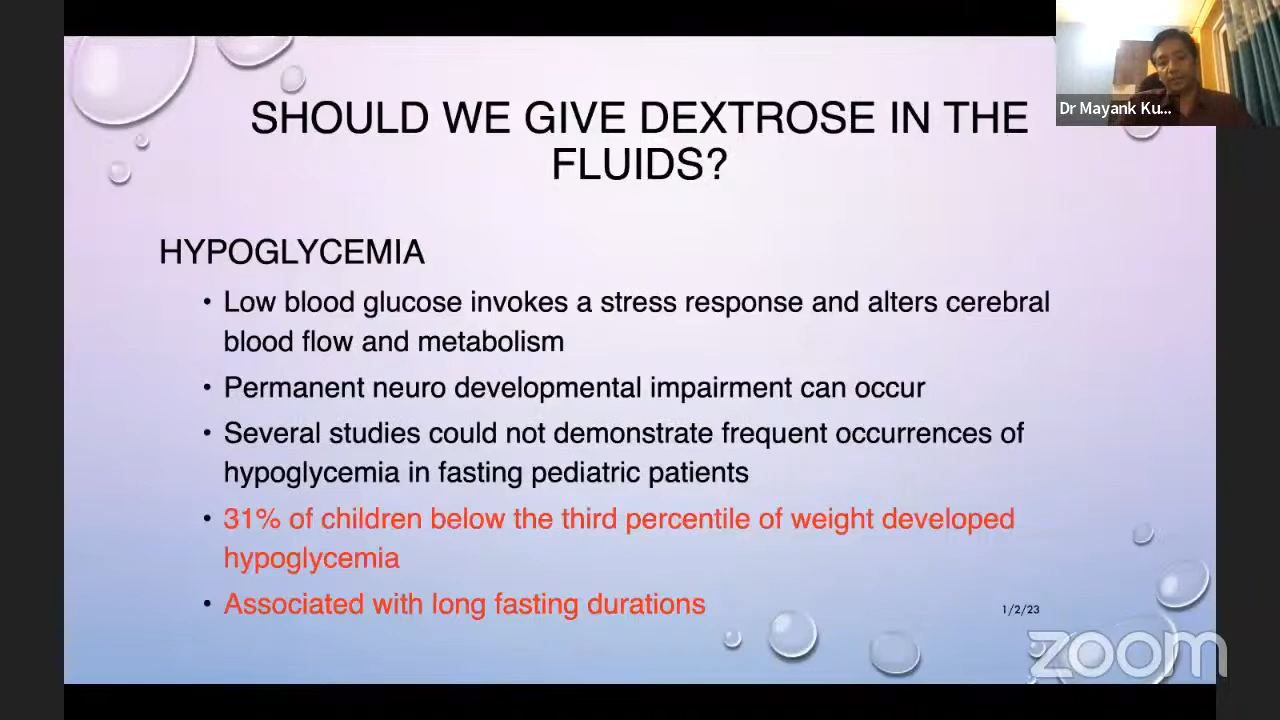 Dr Mayank Ku...
SHOULD WE GIVE DEXTROSE IN THE
FLUIDS?
HYPOGLYCEMIA
• Low blood glucose invokes a stress response and alters cerebral
blood flow and metabolism
• Permanent neuro developmental impairment can occur
• Several studies could not demonstrate frequent occurrences of
hypoglycemia in fasting pediatric patients
• 31% of children below the third percentile of weight developed
hypoglycemia
• Associated with long fasting durations
1/2/23
zoom